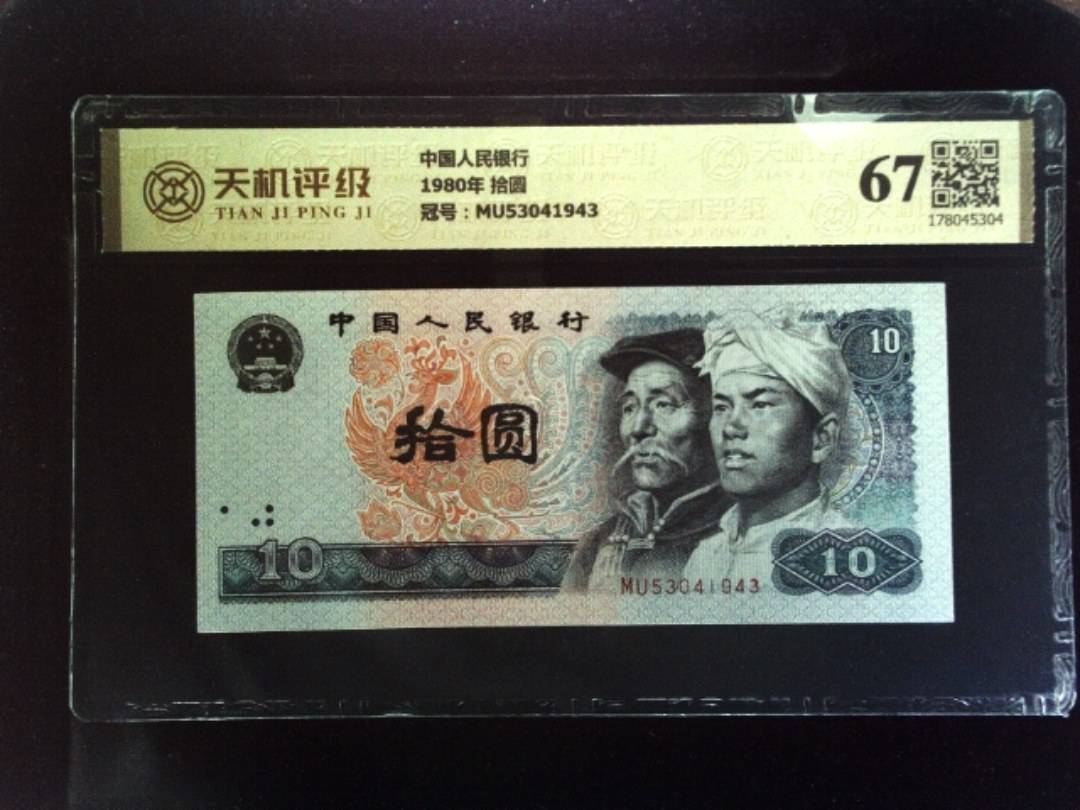 天机评级
TIAN JI PING JI
中国人民银行
1980年 拾圆
冠号：MU53041943
67
178045304
中国人民银行
10
拾圆
10
10
MU53041943